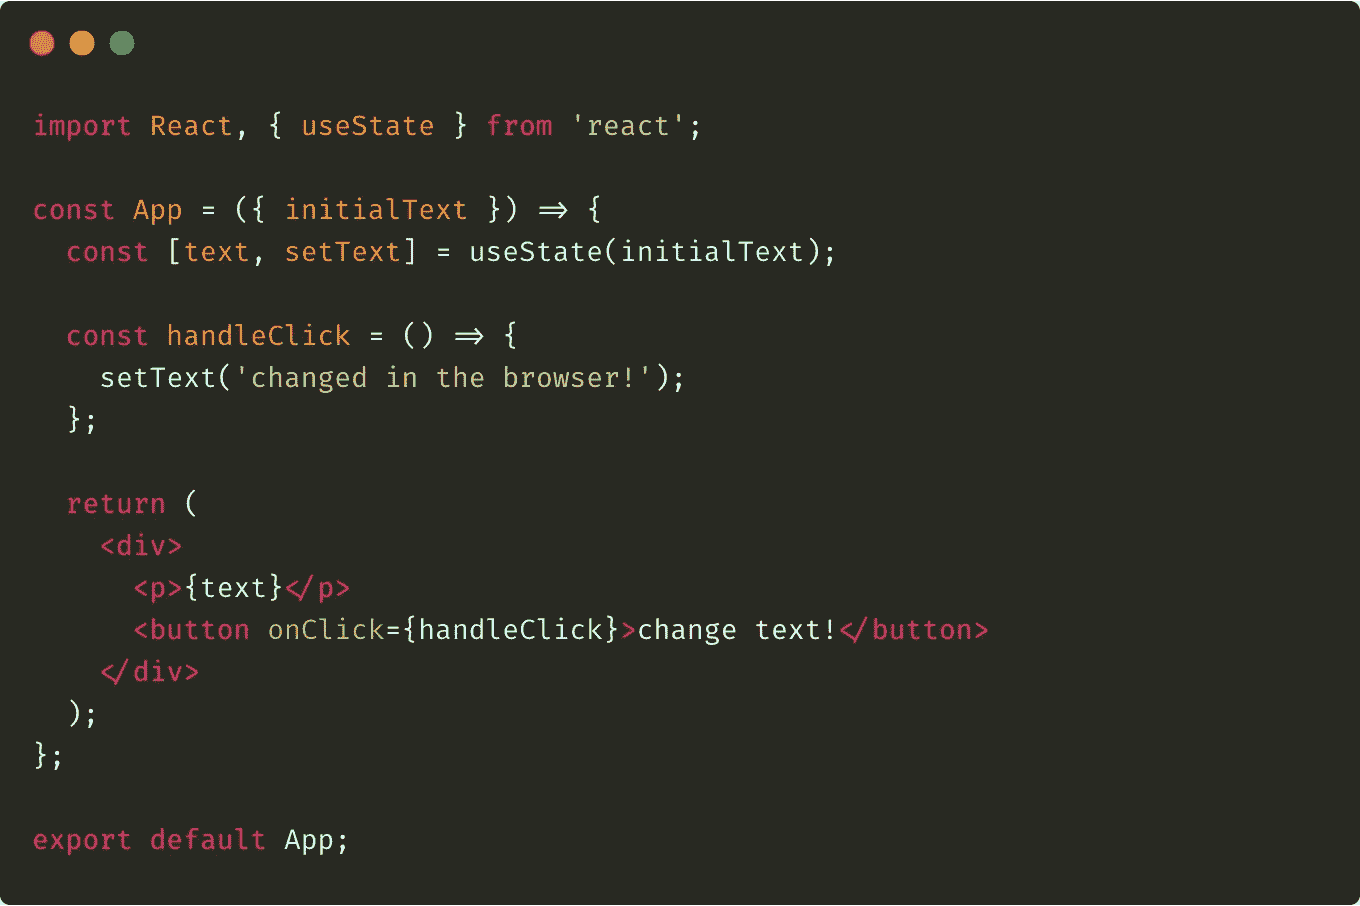 import React, { useState } from 'react';
const App = ({ initialText }) => {
const [text, setText] = useState(initialText);
const handleClick = () => {
setText('changed in the browser!');
};
return (
<div>
<p>{text}</p>
<button onClick={handleClick}>change text!</button>
</div>
);
};
export default App;